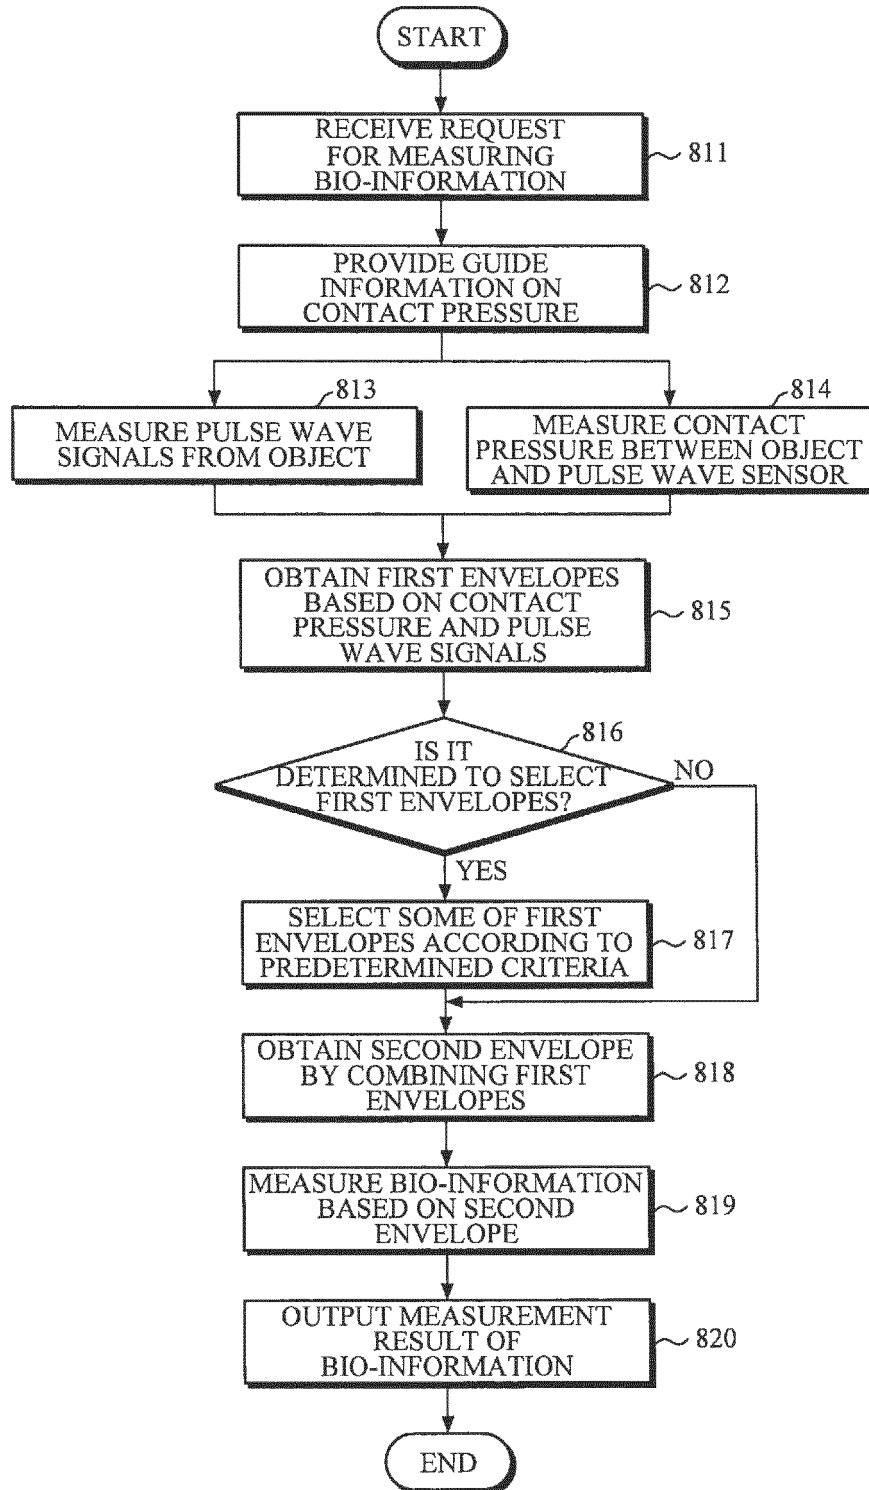 START
RECEIVE REQUEST
FOR MEASURING
BIO-INFORMATION
811
PROVIDE GUIDE
INFORMATION ON
CONTACT PRESSURE
812
813
MEASURE PULSE WAVE
SIGNALS FROM OBJECT
814
MEASURE CONTACT
PRESSURE BETWEEN OBJECT
AND PULSE WAVE SENSOR
OBTAIN FIRST ENVELOPES
BASED ON CONTACT
PRESSURE AND PULSE
WAVE SIGNALS
815
816
IS IT
DETERMINED TO SELECT
FIRST ENVELOPES?
NO
YES
SELECT SOME OF FIRST
ENVELOPES ACCORDING TO
PREDETERMINED CRITERIA
817
OBTAIN SECOND ENVELOPE
BY COMBINING FIRST
ENVELOPES
818
MEASURE BIO-INFORMATION
BASED ON SECOND
ENVELOPE
819
OUTPUT MEASUREMENT
RESULT OF
BIO-INFORMATION
820
END